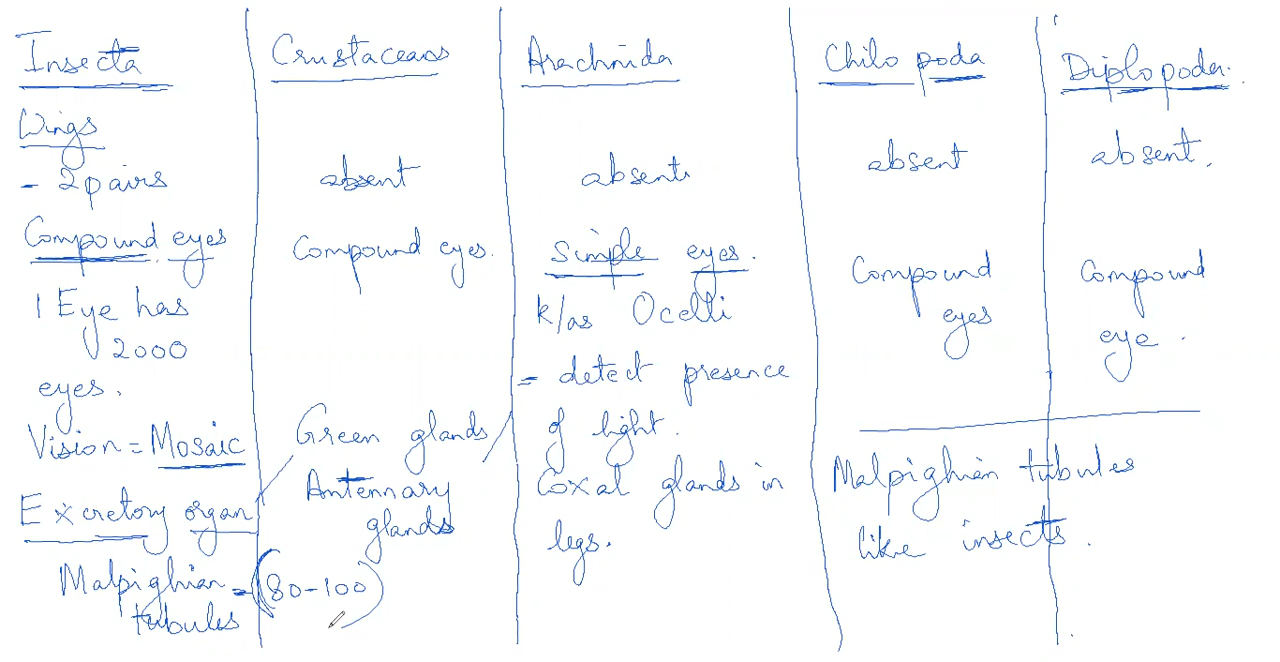 Insecta
Wings
- 2 pairs
Compound eyes
1 Eye has
2000
eyes.
Vision = Mosaic
Excretory organ
Malpighian = (80-100)
tubules
Crustaceans
absent
Compound eyes.
Green glands /
Antennary
glands
Arachnida
absent
Simple eyes.
k/as Ocelli
= detect presence
of light.
Coxal glands in
legs.
Chilopoda
absent
Compound
eyes
Diplopoda.
absent.
Compound
eye.
Malpighian tubules
like insects.